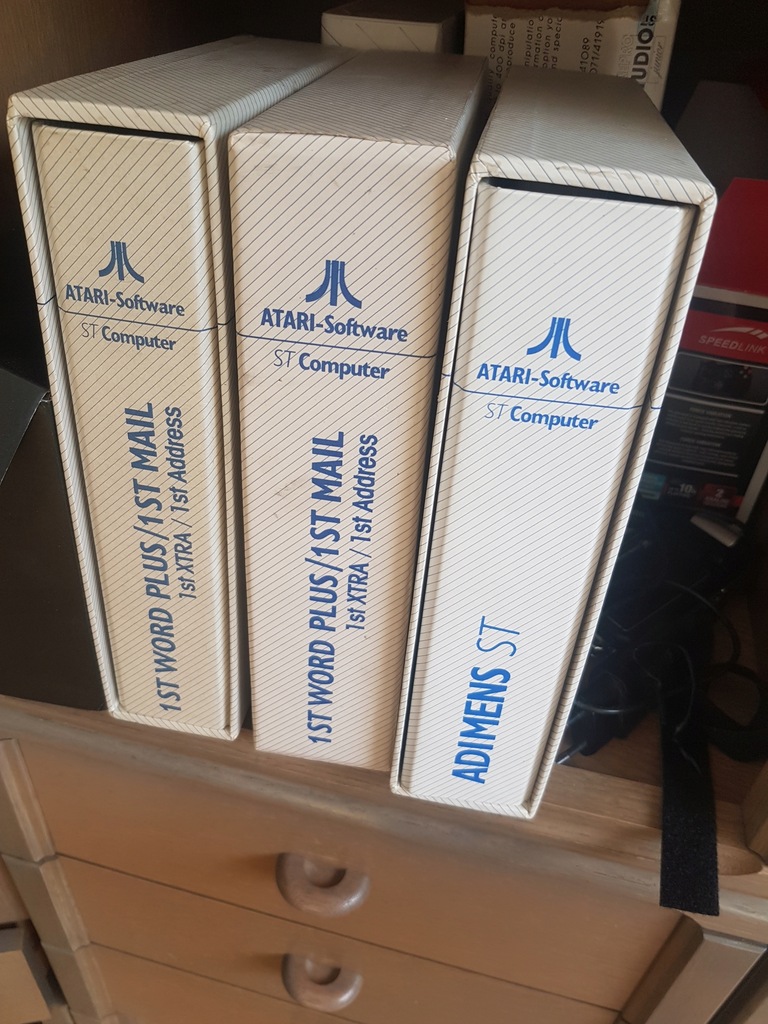 ATARI-Software
ST Computer
1ST WORD PLUS/1ST MAIL
1st XTRA / 1st Address
ATARI-Software
ST Computer
1ST WORD PLUS/1ST MAIL
1st XTRA / 1st Address
ATARI-Software
ST Computer
ADIMENS ST
SPEEDLINK